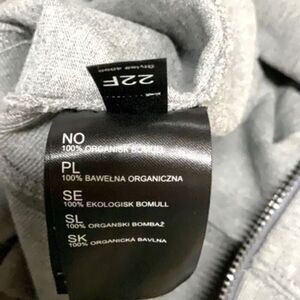 22F
NO
100% ORGANISK BOMULL
PL
100% BAWEŁNA ORGANICZNA
SE
100% EKOLOGISK BOMULL
SL
100% ORGANSKI BOMBAŽ
SK
100% ORGANICKÁ BAVLNA